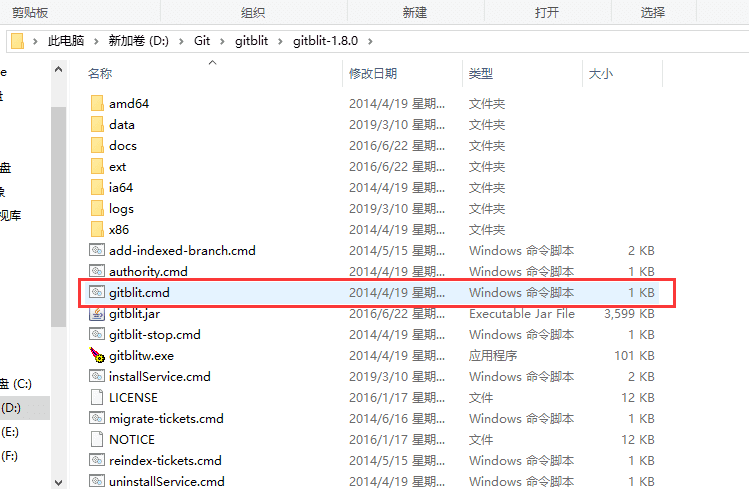 剪贴板 组织 新建 打开 选择
此电脑 > 新加卷 (D:) > Git > gitblit > gitblit-1.8.0 >
名称 修改日期 类型 大小
amd64 2014/4/19 星期... 文件夹
data 2019/3/10 星期... 文件夹
docs 2016/6/22 星期... 文件夹
ext 2016/6/22 星期... 文件夹
ia64 2014/4/19 星期... 文件夹
logs 2019/3/10 星期... 文件夹
x86 2014/4/19 星期... 文件夹
add-indexed-branch.cmd 2014/5/15 星期... Windows 命令脚本 2 KB
authority.cmd 2014/4/19 星期... Windows 命令脚本 1 KB
gitblit.cmd 2014/4/19 星期... Windows 命令脚本 1 KB
gitblit.jar 2016/6/22 星期... Executable Jar File 3,599 KB
gitblit-stop.cmd 2014/4/19 星期... Windows 命令脚本 1 KB
gitblitw.exe 2014/4/19 星期... 应用程序 101 KB
installService.cmd 2019/3/10 星期... Windows 命令脚本 2 KB
LICENSE 2016/1/17 星期... 文件 12 KB
migrate-tickets.cmd 2014/6/16 星期... Windows 命令脚本 1 KB
NOTICE 2016/1/17 星期... 文件 12 KB
reindex-tickets.cmd 2014/5/15 星期... Windows 命令脚本 1 KB
uninstallService.cmd 2014/4/19 星期... Windows 命令脚本 1 KB
e
盘
象
视库
盘 (C:)
(D:)
(E:)
(F:)